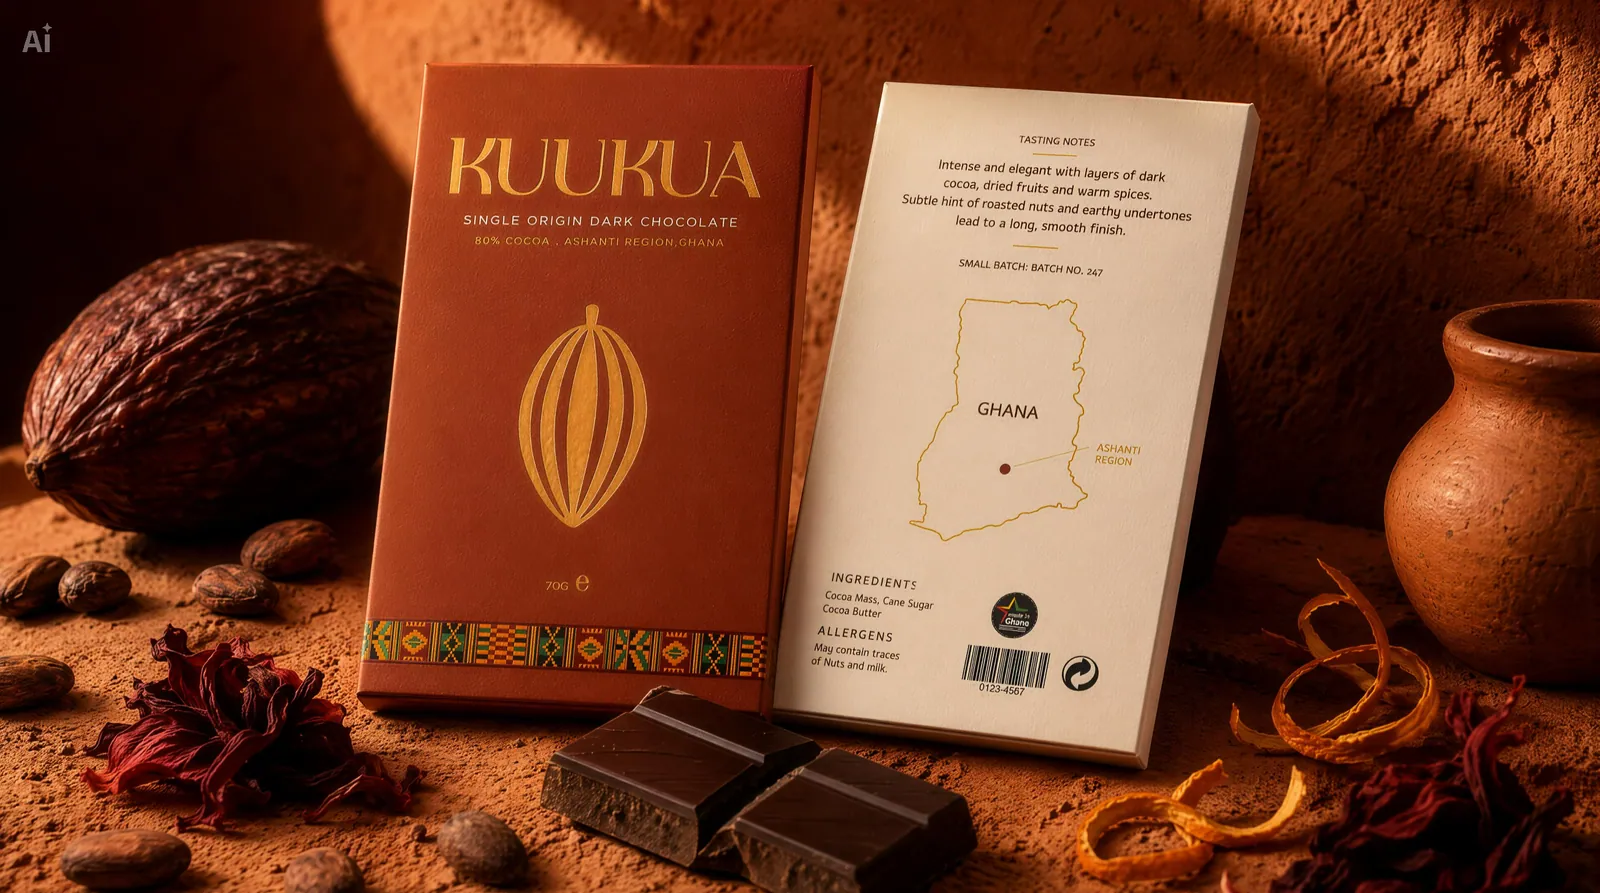 Ai
KUUKUA
SINGLE ORIGIN DARK CHOCOLATE
80% COCOA . ASHANTI REGION,GHANA
70G e
TASTING NOTES
Intense and elegant with layers of dark
cocoa, dried fruits and warm spices.
Subtle hint of roasted nuts and earthy undertones
lead to a long, smooth finish.
SMALL BATCH: BATCH NO. 247
GHANA
ASHANTI
REGION
INGREDIENTS
Cocoa Mass, Cane Sugar
Cocoa Butter
ALLERGENS
May contain traces
of Nuts and milk.
made in
Ghana
0123-4567